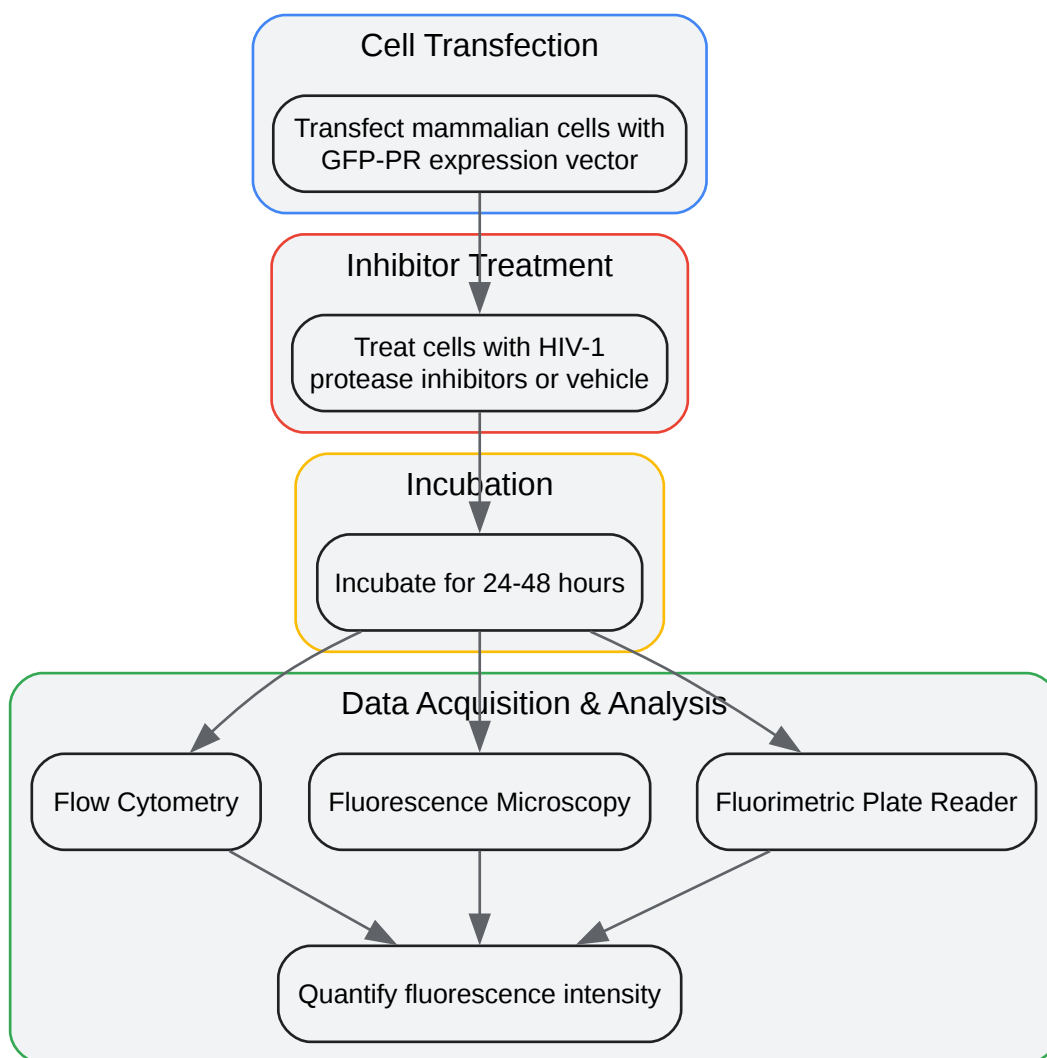 Cell Transfection
Transfect mammalian cells with
GFP-PR expression vector
Inhibitor Treatment
Treat cells with HIV-1
protease inhibitors or vehicle
Incubation
Incubate for 24-48 hours
Data Acquisition & Analysis
Flow Cytometry
Fluorescence Microscopy
Fluorimetric Plate Reader
Quantify fluorescence intensity